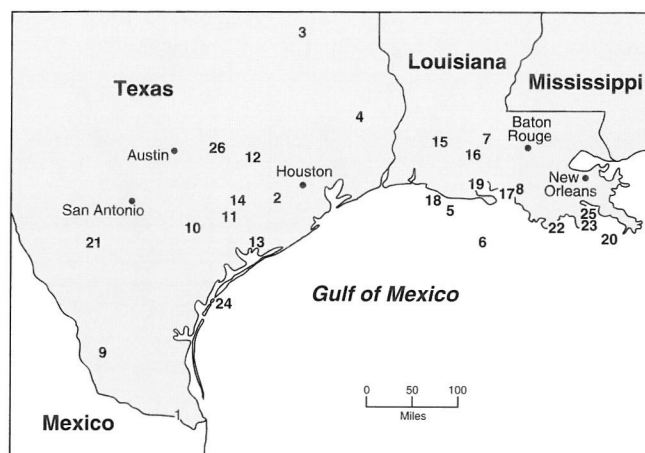 3
Louisiana
Mississippi
Texas
4
Baton
Rouge
7
15
16
26
12
Austin
Houston
New
Orleans
San Antonio
14
2
19
17
8
18
5
11
10
25
23
22
20
21
13
6
Gulf of Mexico
24
9
0 50 100
Miles
1
Mexico